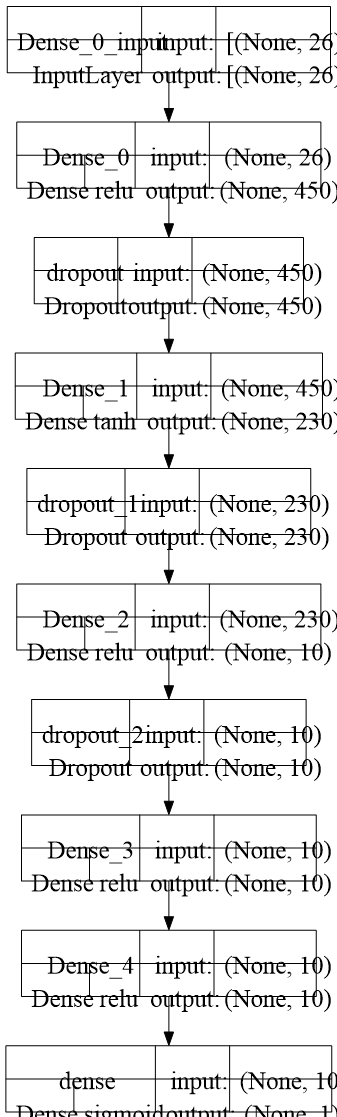 Dense_0_input input: [(None, 26)
InputLayer output: [(None, 26)
Dense_0 input: (None, 26)
Dense relu output: (None, 450)
dropout input: (None, 450)
Dropout output: (None, 450)
Dense_1 input: (None, 450)
Dense tanh output: (None, 230)
dropout_1 input: (None, 230)
Dropout output: (None, 230)
Dense_2 input: (None, 230)
Dense relu output: (None, 10)
dropout_2 input: (None, 10)
Dropout output: (None, 10)
Dense_3 input: (None, 10)
Dense relu output: (None, 10)
Dense_4 input: (None, 10)
Dense relu output: (None, 10)
dense input: (None, 10
Dense sigmoid output: (None, 1)